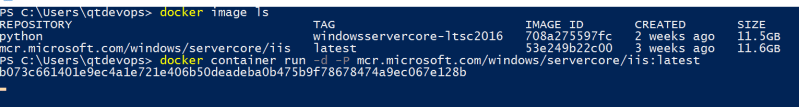 PS C:\Users\qtdevops> docker image ls
REPOSITORY TAG IMAGE ID CREATED SIZE
python windowsservercore-ltsc2016 708a275597fc 2 weeks ago 11.5GB
mcr.microsoft.com/windows/servercore/iis latest 53e249b22c00 3 weeks ago 11.6GB
PS C:\Users\qtdevops> docker container run -d -P mcr.microsoft.com/windows/servercore/iis:latest
b073c661401e9ec4a1e721e406b50deadeba0b475b9f78678474a9ec067e128b